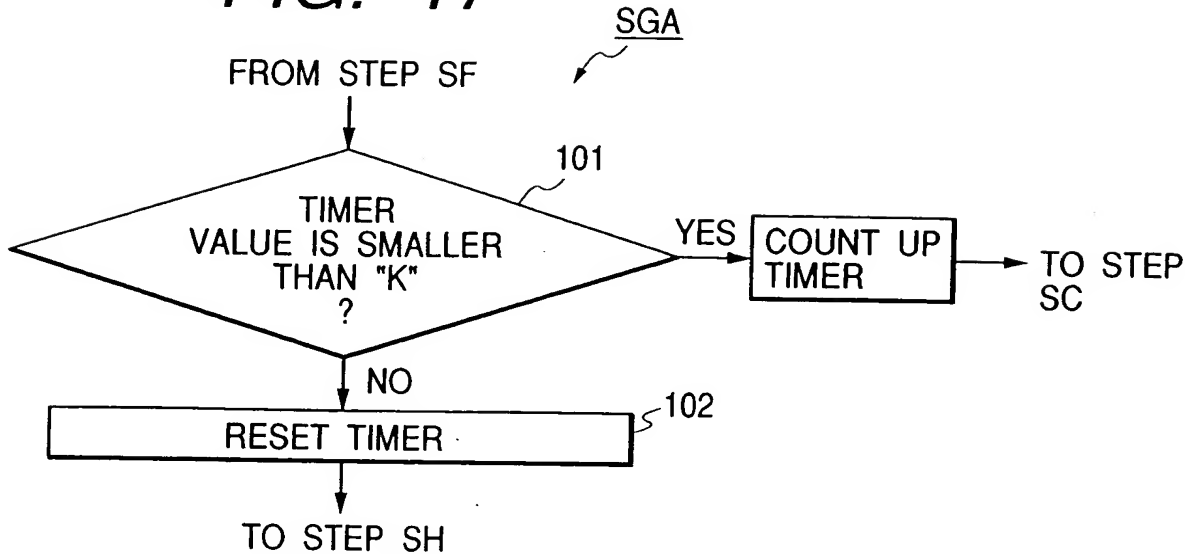 SGA
FROM STEP SF
101
TIMER
VALUE IS SMALLER
THAN "K"
?
YES
COUNT UP
TIMER
TO STEP
SC
NO
RESET TIMER
102
TO STEP SH